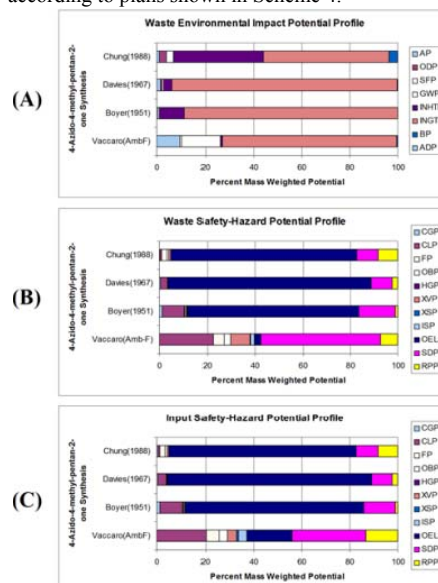 according to plans shown in Scheme 4.
(A)
Waste Environmental Impact Potential Profile
4-Azido-4-methyl-pentan-2-
one Synthesis
Chung(1988)
Davies(1967)
Boyer(1951)
Vaccaro(AmbF)
0 20 40 60 80 100
Percent Mass Weighted Potential
AP
ODP
SFP
GWP
INHT
INGT
BP
ADP
(B)
Waste Safety-Hazard Potential Profile
4-Azido-4-methyl-pentan-2-
one Synthesis
Chung(1988)
Davies(1967)
Boyer(1951)
Vaccaro(Amb-F)
0 20 40 60 80 100
Percent Mass Weighted Potential
CGP
CLP
FP
OBP
HGP
XVP
XSP
ISP
OEL
SDP
RPP
(C)
Input Safety-Hazard Potential Profile
4-Azido-4-methyl-pentan-2-
one Synthesis
Chung(1988)
Davies(1967)
Boyer(1951)
Vaccaro(AmbF)
0 20 40 60 80 100
Percent Mass Weighted Potential
CGP
CLP
FP
OBP
HGP
XVP
XSP
ISP
OEL
SDP
RPP